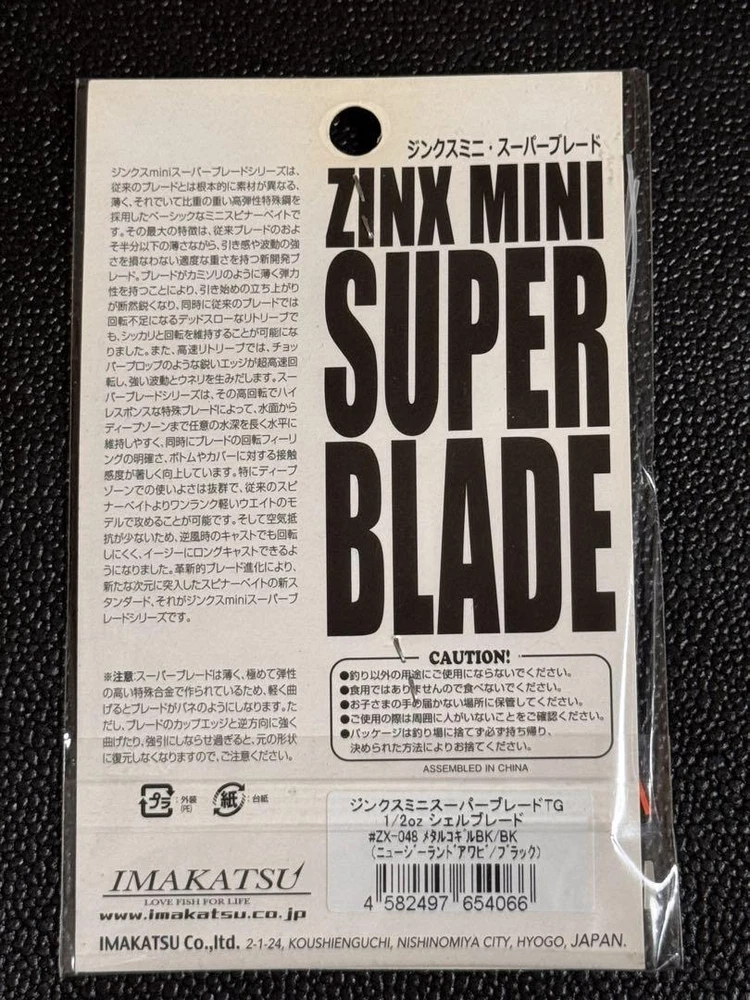 ジンクスミニ・スーパーブレード
ZINX MINI
SUPER
BLADE
ジンクスminiスーパーブレードシリーズは、
従来のブレードとは根本的に素材が異なる、
薄く、それでいて比重の重い高弾性特殊鋼を
採用したベーシックなミニスピナーベイトで
す。その最大の特徴は、従来ブレードのおよ
そ半分以下の薄さながら、引き感や波動の強
さを損なわない適度な重さを持つ新開発ブ
レード。ブレードがカミソリのように薄く弾力
性を持つことにより、引き始めの立ち上がり
が断然鋭くなり、同時に従来のブレードでは
回転不足になるデッドスローなリトリーブで
も、シッカリと回転を維持することが可能にな
りました。また、高速リトリーブでは、チョッ
パープロップのような鋭いエッジが超高速回
転し、強い波動とウネリを生みだします。スー
パーブレードシリーズは、その高回転でハイ
レスポンスな特殊ブレードによって、水面から
ディープゾーンまで任意の水深を長く水平に
維持しやすく、同時にブレードの回転フィーリ
ングの明確さ、ボトムやカバーに対する接触
感度が著しく向上しています。特にディープ
ゾーンでの使いよさは抜群で、従来のスピ
ナーベイトよりワンランク軽いウエイトのモ
デルで攻めることが可能です。そして空気抵
抗が少ないため、逆風時のキャストでも回転
しにくく、イージーにロングキャストできるよ
うになりました。革新的ブレード進化により、
新たな次元に突入したスピナーベイトの新ス
タンダード、それがジンクスminiスーパーブ
レードシリーズです。
※注意:スーパーブレードは薄く、極めて弾性
の高い特殊合金で作られているため、軽く曲
げるとブレードがバネのようにしなります。た
だし、ブレードのカップエッジと逆方向に強く
曲げたり、強引にしならせ過ぎると、元の形状
に復元しなくなりますので、ご注意ください。
CAUTION!
●釣り以外の用途にご使用にならないでください。
●食用ではありませんので食べないでください。
●お子さまの手の届かない場所に保管してください。
●ご使用の際は周囲に人がいないことをご確認ください。
●パッケージは釣り場に捨てず必ず持ち帰り、
決められた方法によりお捨てください。
ASSEMBLED IN CHINA
プラ :外装
(PE)
紙 :台紙
ジンクスミニスーパーブレードTG
1/2oz シェルブレード
#ZX-048 メタルコギルBK/BK
(ニュージーランドアワビ/ブラック)
4 582497 654066
IMAKATSU
LOVE FISH FOR LIFE
www.imakatsu.co.jp
IMAKATSU Co.,ltd. 2-1-24, KOUSHIENGUCHI, NISHINOMIYA CITY, HYOGO, JAPAN.